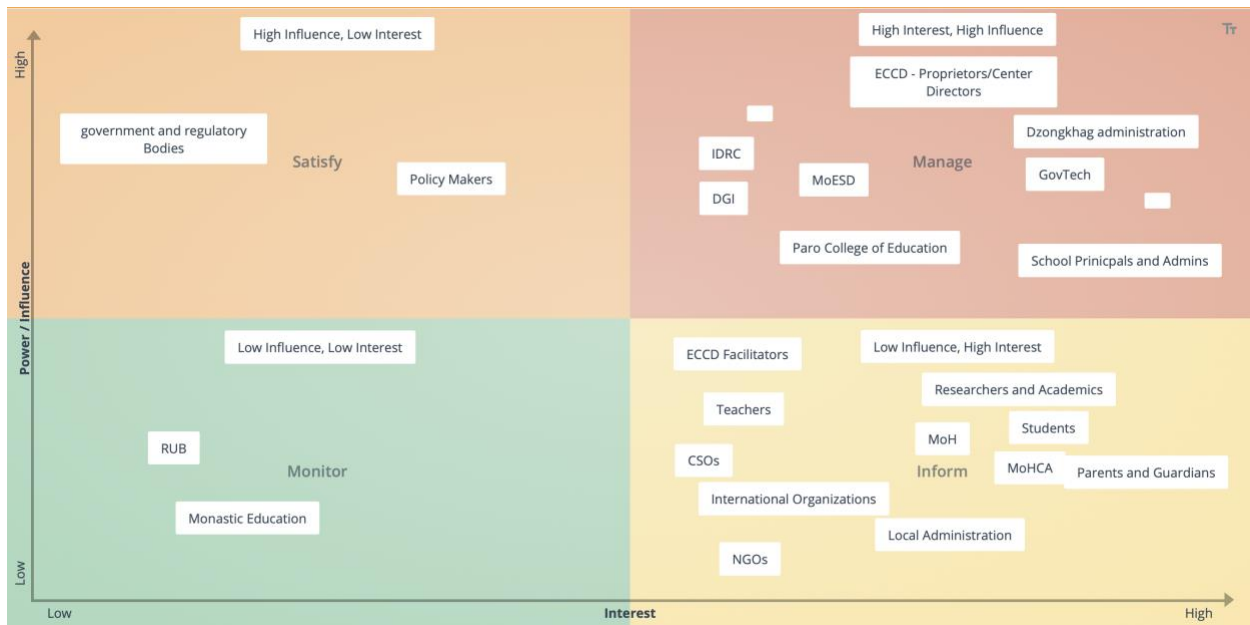 High Influence, Low Interest
High Interest, High Influence
Tт
High
ECCD - Proprietors/Center
Directors
government and regulatory
Bodies
Satisfy
Policy Makers
IDRC
Dzongkhag administration
Manage
MoESD
GovTech
DGI
Paro College of Education
School Prinicpals and Admins
Power / Influence
Low Influence, Low Interest
ECCD Facilitators
Low Influence, High Interest
Researchers and Academics
Teachers
Students
MoH
RUB
CSOs
Monitor
Inform
MoHCA
Parents and Guardians
International Organizations
Monastic Education
Local Administration
NGOs
Low
Low
Interest
High